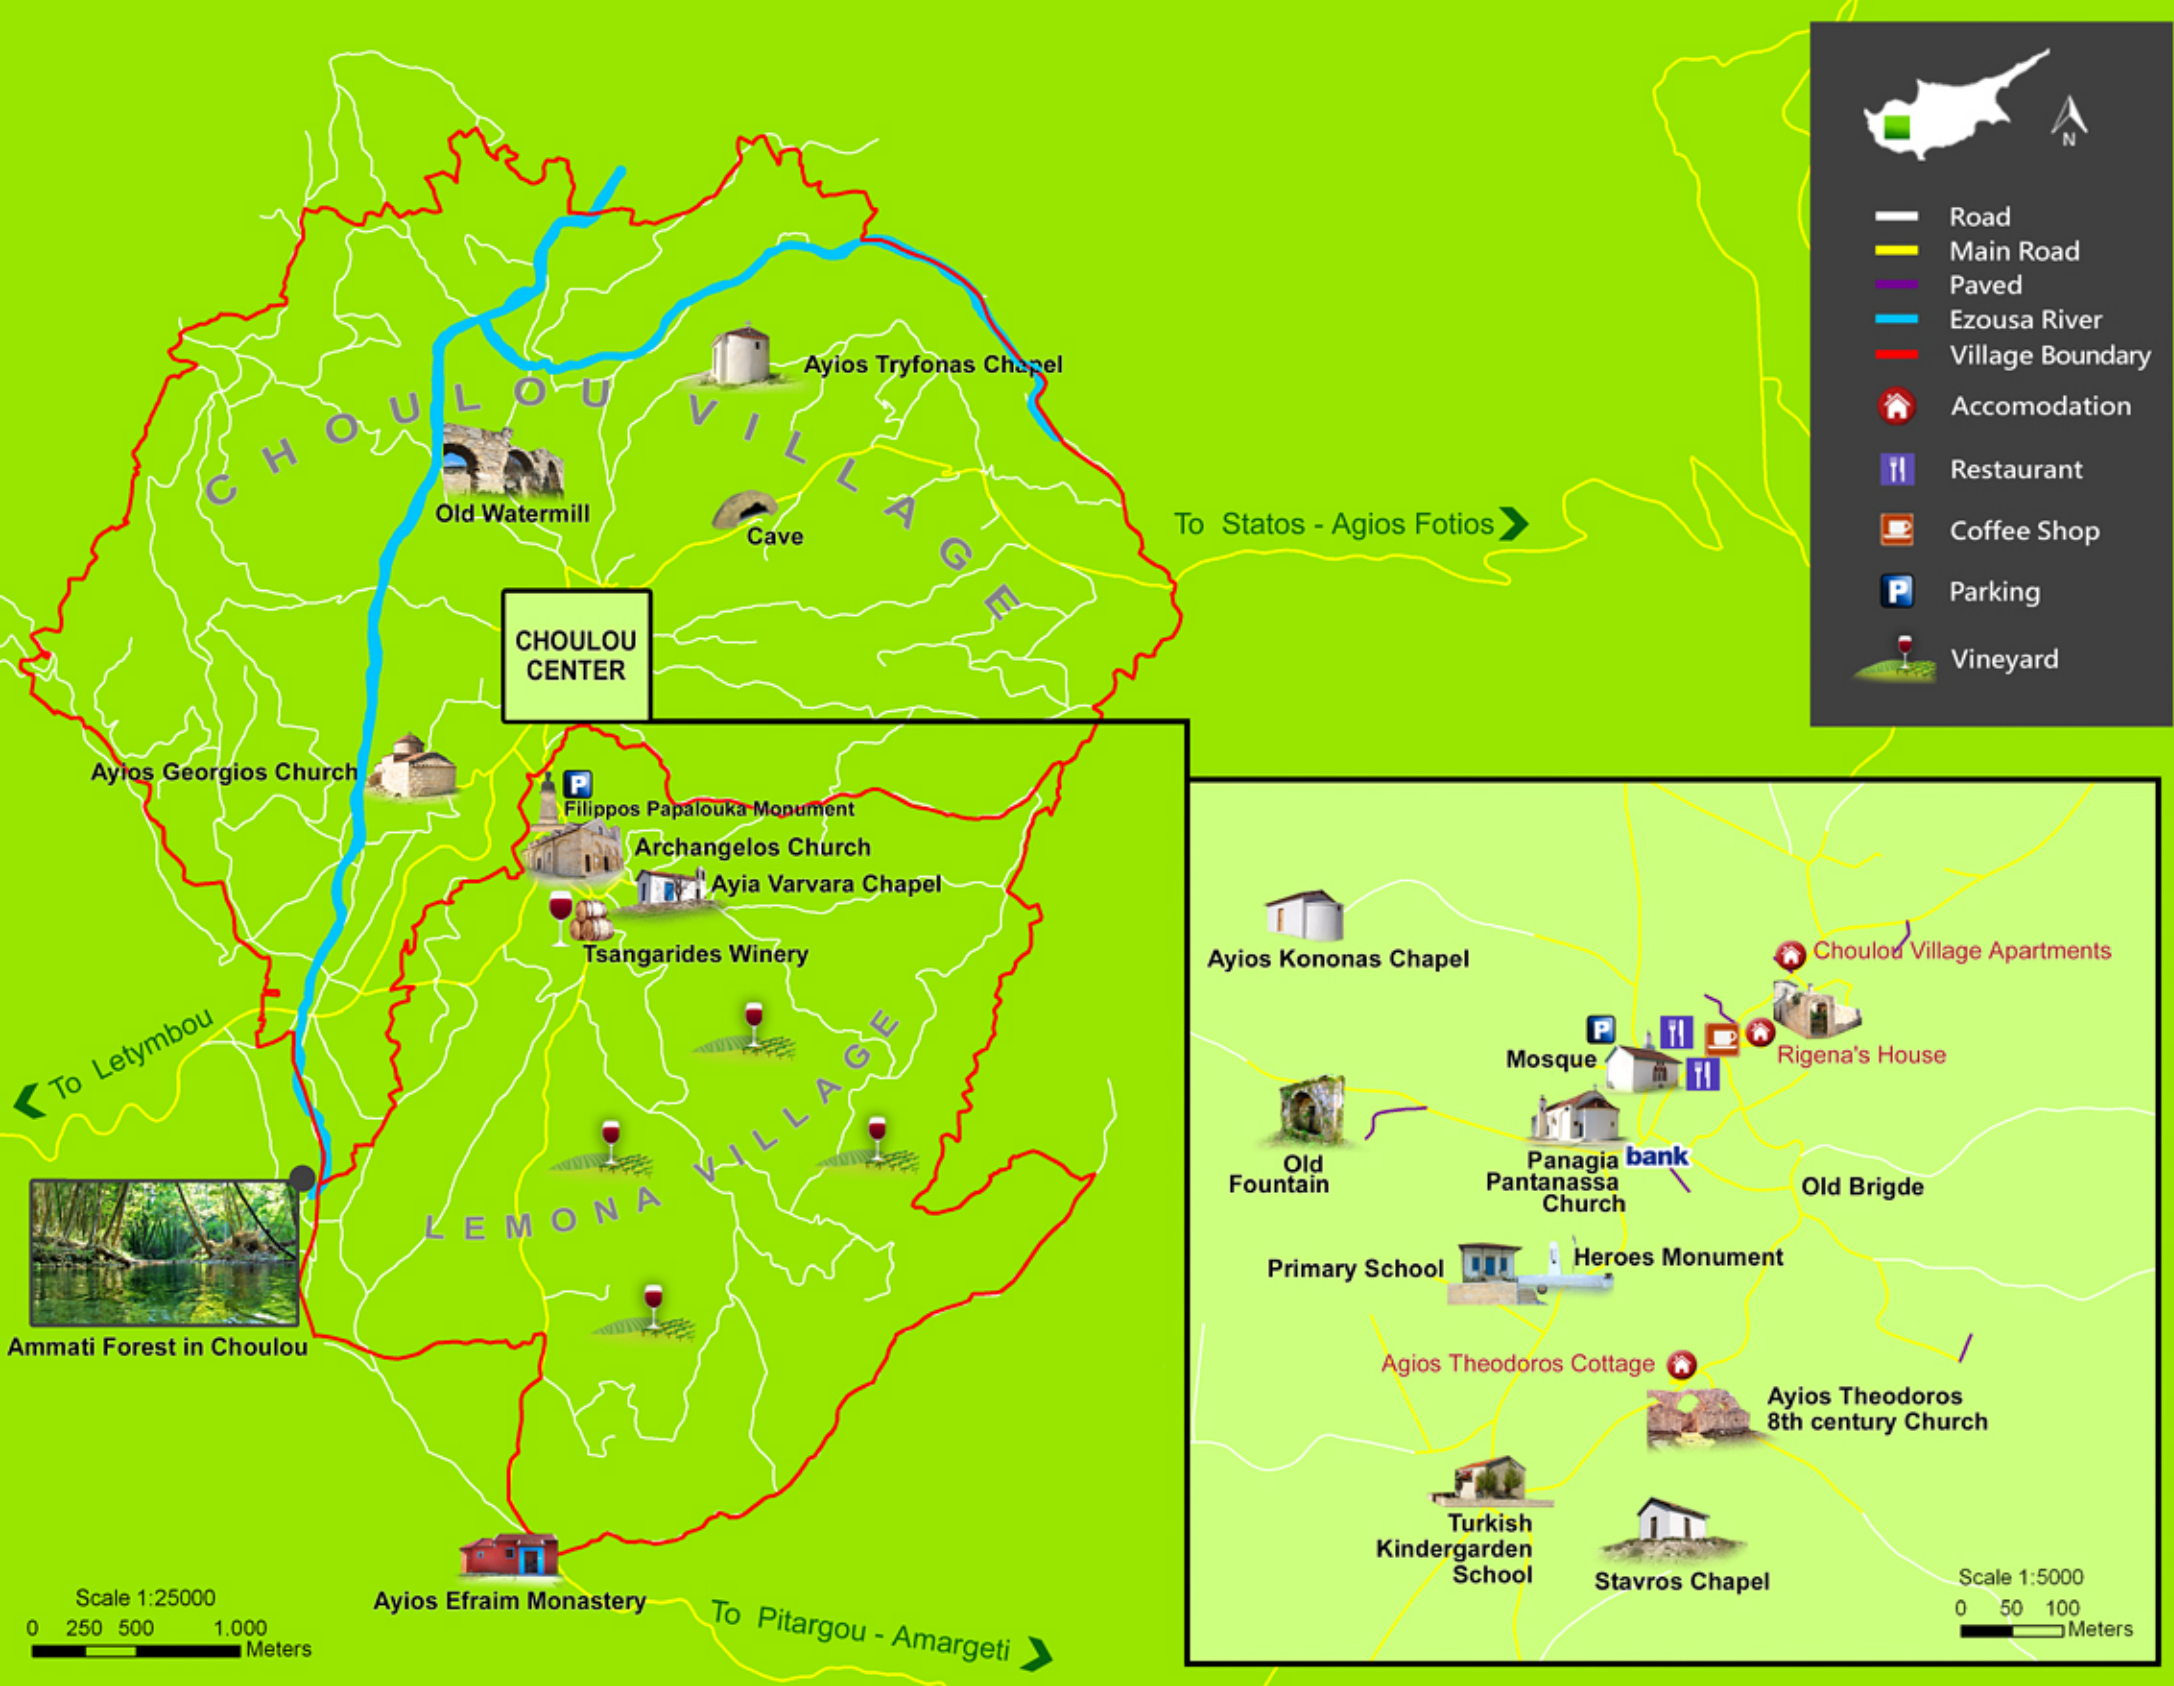 N
Road
Main Road
Paved
Ezousa River
Village Boundary
Accomodation
Restaurant
Coffee Shop
P
Parking
Vineyard
CHOULOU VILLAGE
Ayios Tryfonas Chapel
Old Watermill
Cave
To Statos - Agios Fotios
CHOULOU
CENTER
Ayios Georgios Church
P
Filippos Papalouka Monument
Archangelos Church
Ayia Varvara Chapel
Tsangarides Winery
To Letymbou
LEMONA VILLAGE
Ammati Forest in Choulou
Ayios Efraim Monastery
To Pitargou - Amargeti
Scale 1:25000
0 250 500 1.000
Meters
Ayios Kononas Chapel
Choulou Village Apartments
P
Mosque
Rigena's House
Old
Fountain
Panagia
Pantanassa
Church
bank
Old Brigde
Primary School
Heroes Monument
Agios Theodoros Cottage
Ayios Theodoros
8th century Church
Turkish
Kindergarden
School
Stavros Chapel
Scale 1:5000
0 50 100
Meters